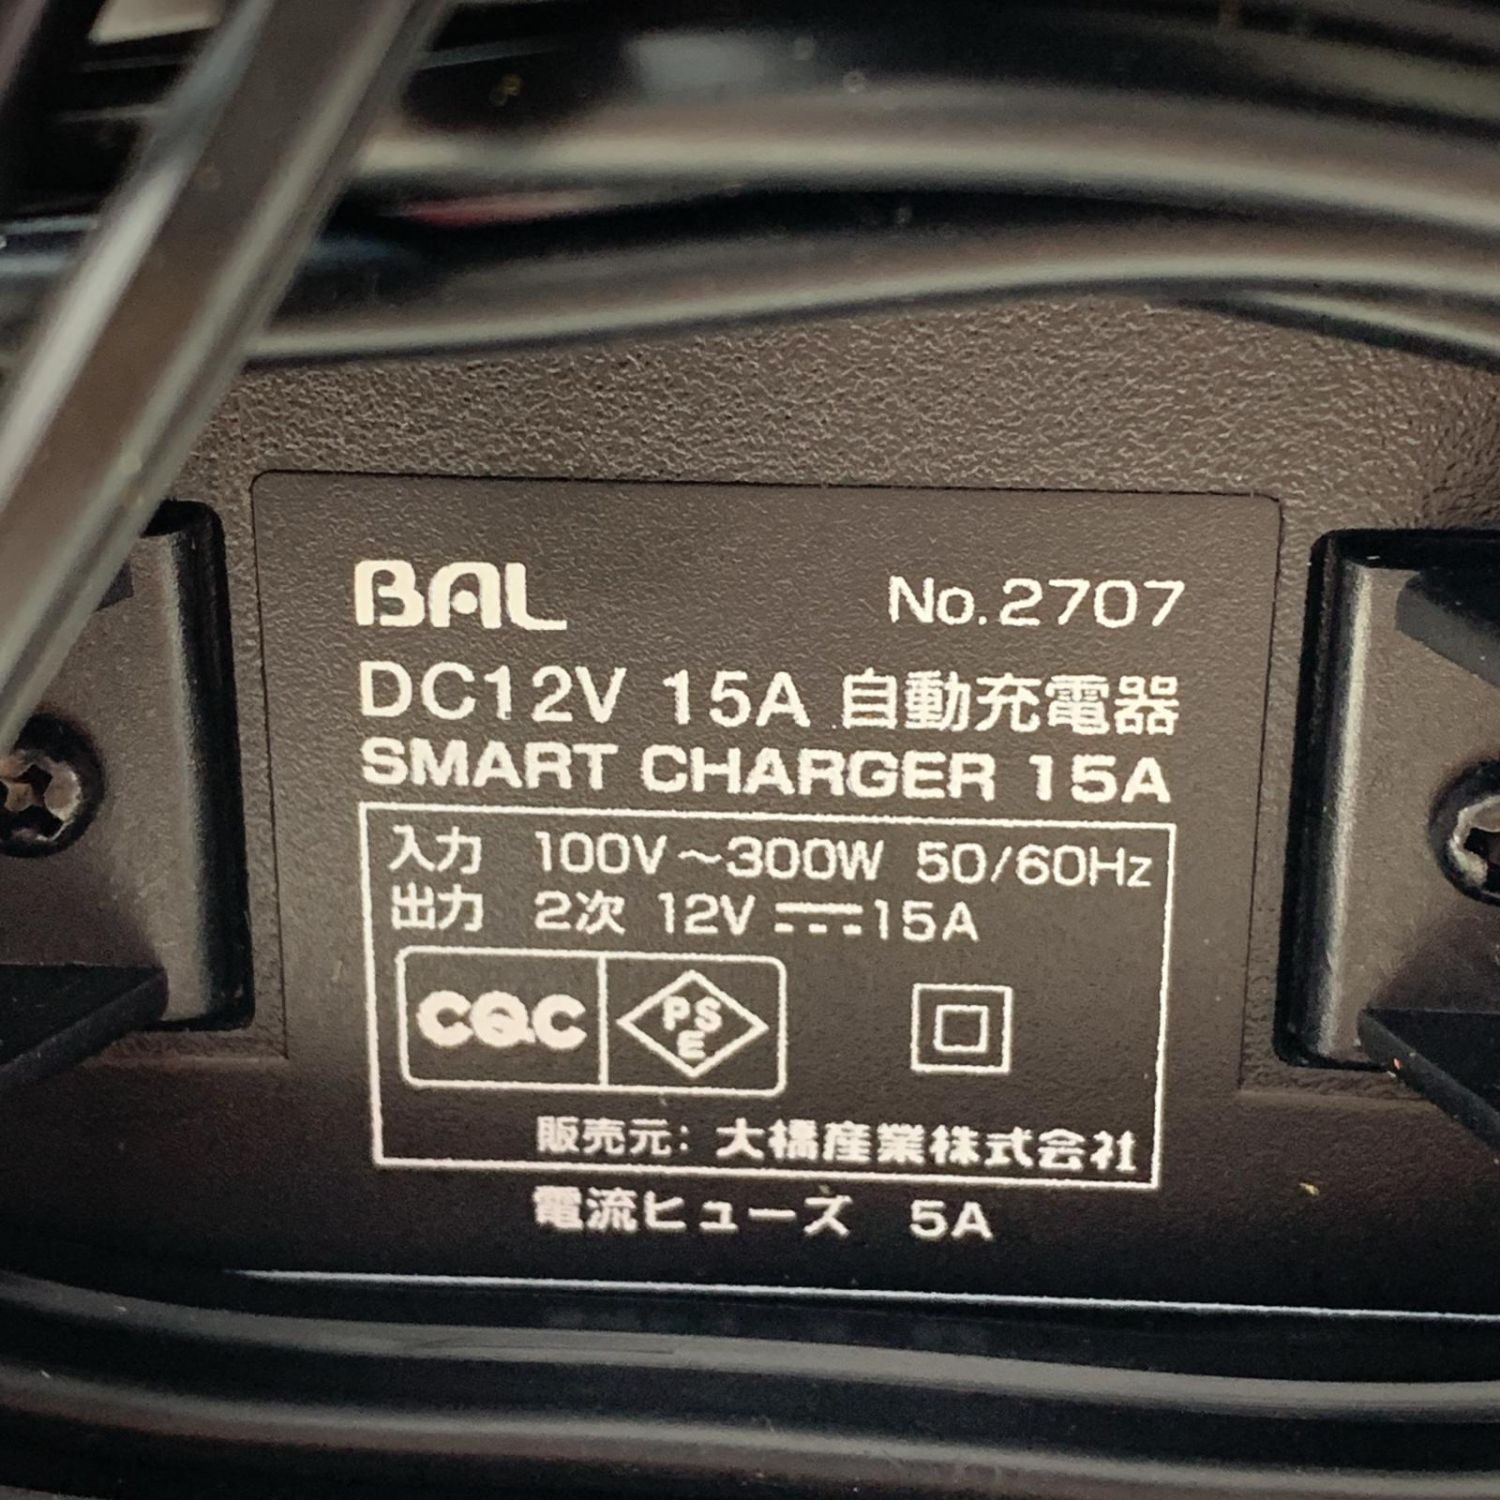 BAL No.2707
DC12V 15A 自動充電器
SMART CHARGER 15A
入力 100V～300W 50/60Hz
出力 2次 12V ⎓15A
CQC PSE
販売元：大橋産業株式会社
電流ヒューズ 5A